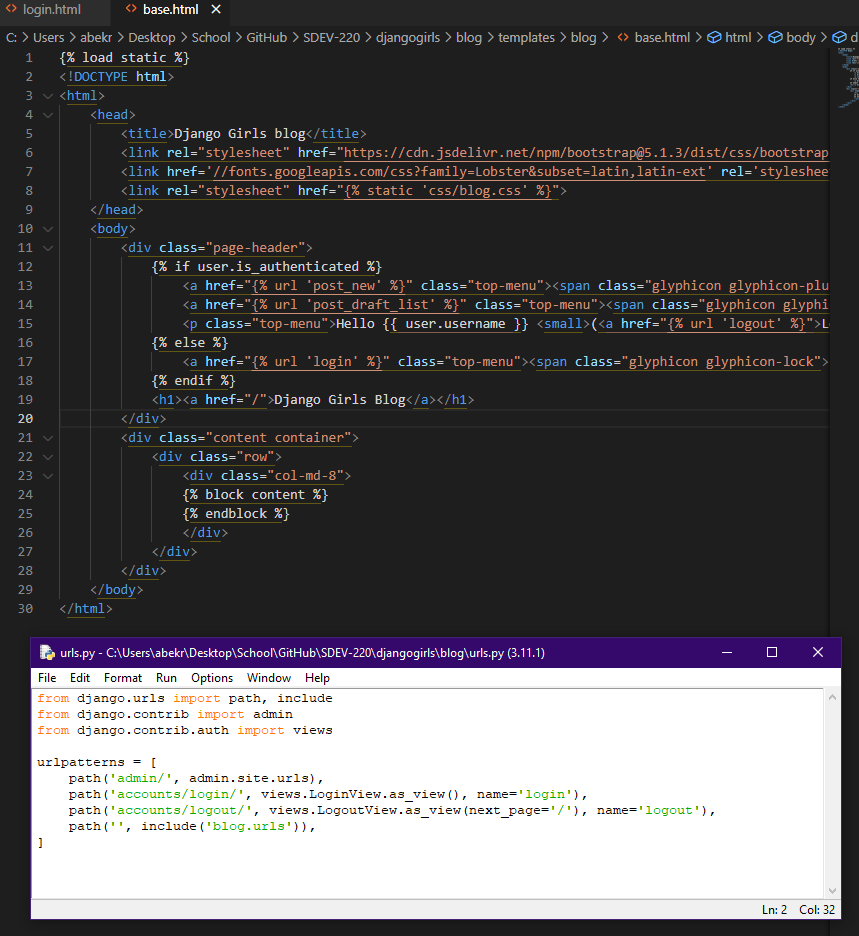 login.html base.html
C: > Users > abekr > Desktop > School > GitHub > SDEV-220 > djangogirls > blog > templates > blog > base.html > html > body > d
1 {% load static %}
2 <!DOCTYPE html>
3 <html>
4 <head>
5 <title>Django Girls blog</title>
6 <link rel="stylesheet" href="https://cdn.jsdelivr.net/npm/bootstrap@5.1.3/dist/css/bootstrap
7 <link href='//fonts.googleapis.com/css?family=Lobster&subset=latin,latin-ext' rel='styleshee
8 <link rel="stylesheet" href="{% static 'css/blog.css' %}">
9 </head>
10 <body>
11 <div class="page-header">
12 {% if user.is_authenticated %}
13 <a href="{% url 'post_new' %}" class="top-menu"><span class="glyphicon glyphicon-plu
14 <a href="{% url 'post_draft_list' %}" class="top-menu"><span class="glyphicon glyphi
15 <p class="top-menu">Hello {{ user.username }} <small>(<a href="{% url 'logout' %}">L
16 {% else %}
17 <a href="{% url 'login' %}" class="top-menu"><span class="glyphicon glyphicon-lock">
18 {% endif %}
19 <h1><a href="/">Django Girls Blog</a></h1>
20 </div>
21 <div class="content container">
22 <div class="row">
23 <div class="col-md-8">
24 {% block content %}
25 {% endblock %}
26 </div>
27 </div>
28 </div>
29 </body>
30 </html>
urls.py - C:\Users\abekr\Desktop\School\GitHub\SDEV-220\djangogirls\blog\urls.py (3.11.1)
File Edit Format Run Options Window Help
from django.urls import path, include
from django.contrib import admin
from django.contrib.auth import views
urlpatterns = [
path('admin/', admin.site.urls),
path('accounts/login/', views.LoginView.as_view(), name='login'),
path('accounts/logout/', views.LogoutView.as_view(next_page='/'), name='logout'),
path('', include('blog.urls')),
]
Ln: 2 Col: 32